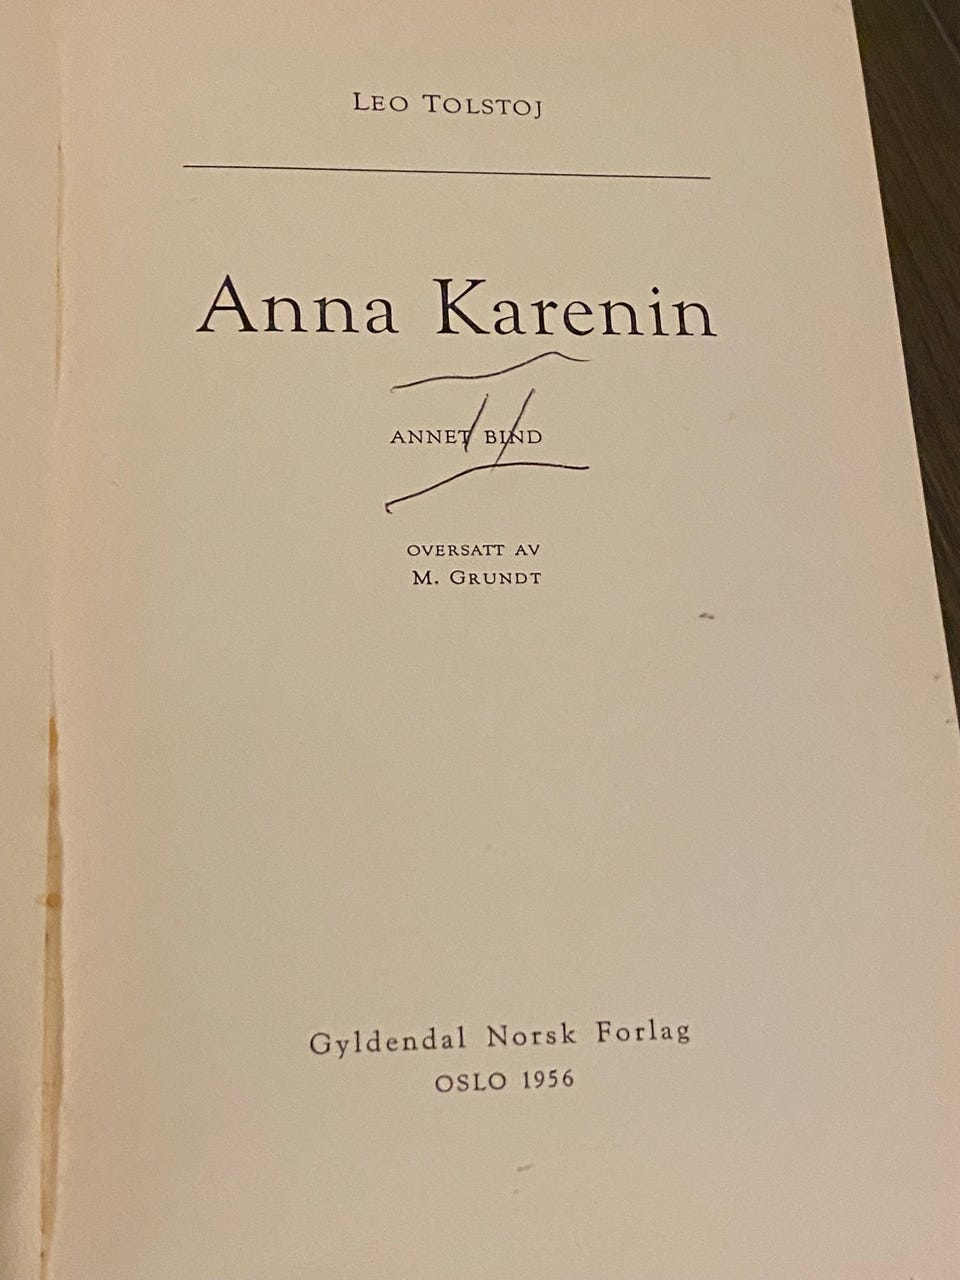 LEO TOLSTOJ
Anna Karenin
ANNET BIND
II
OVERSATT AV
M. GRUNDT
Gyldendal Norsk Forlag
OSLO 1956